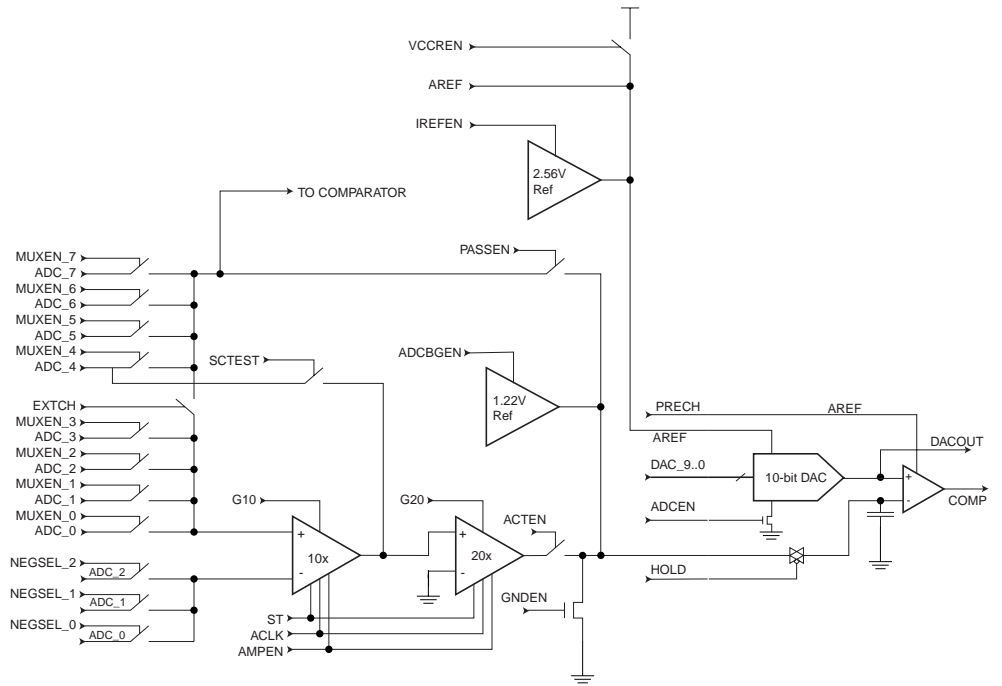 VCCREN
AREF
IREFEN
2.56V
Ref
TO COMPARATOR
PASSEN
MUXEN_7
ADC_7
MUXEN_6
ADC_6
MUXEN_5
ADC_5
MUXEN_4
ADC_4
SCTEST
ADCBGEN
1.22V
Ref
EXTCH
MUXEN_3
ADC_3
MUXEN_2
ADC_2
MUXEN_1
ADC_1
MUXEN_0
ADC_0
PRECH
AREF
AREF
DACOUT
DAC_9..0
10-bit DAC
+
-
COMP
ADCEN
G10
G20
ACTEN
+
10x
-
+
20x
-
NEGSEL_2
ADC_2
NEGSEL_1
ADC_1
NEGSEL_0
ADC_0
HOLD
GNDEN
ST
ACLK
AMPEN